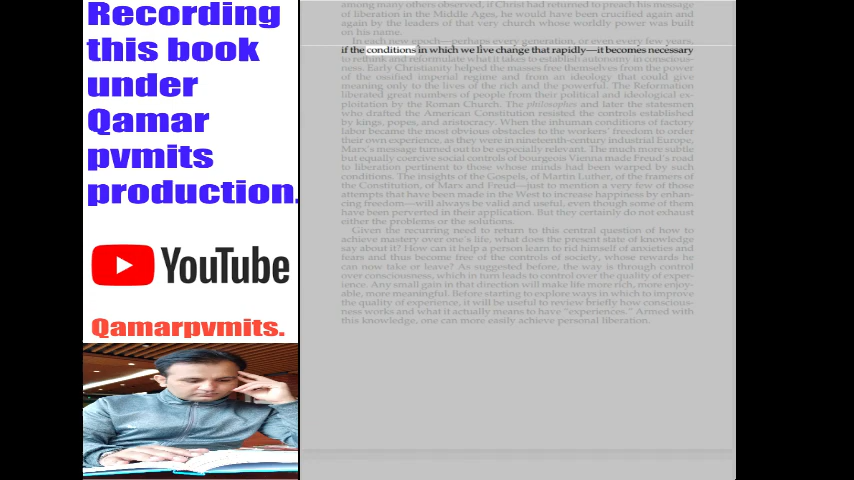 Recording
this book
under
Qamar
pvmits
production.
YouTube
Qamarpvmits.
among many others observed, if Christ had returned to preach his message
of liberation in the Middle Ages, he would have been crucified again and
again by the leaders of that very church whose worldly power was built
on his name.
In each new epoch—perhaps every generation, or even every few years,
if the conditions in which we live change that rapidly—it becomes necessary
to rethink and reformulate what it takes to establish autonomy in conscious-
ness. Early Christianity helped the masses free themselves from the power
of the ossified imperial regime and from an ideology that could give
meaning only to the lives of the rich and the powerful. The Reformation
liberated great numbers of people from their political and ideological ex-
ploitation by the Roman Church. The philosophes and later the statesmen
who drafted the American Constitution resisted the controls established
by kings, popes, and aristocracy. When the inhuman conditions of factory
labor became the most obvious obstacles to the workers' freedom to order
their own experience, as they were in nineteenth-century industrial Europe,
Marx's message turned out to be especially relevant. The much more subtle
but equally coercive social controls of bourgeois Vienna made Freud's road
to liberation pertinent to those whose minds had been warped by such
conditions. The insights of the Gospels, of Martin Luther, of the framers of
the Constitution, of Marx and Freud—just to mention a very few of those
attempts that have been made in the West to increase happiness by enhan-
cing freedom—will always be valid and useful, even though some of them
have been perverted in their application. But they certainly do not exhaust
either the problems or the solutions.
Given the recurring need to return to this central question of how to
achieve mastery over one's life, what does the present state of knowledge
say about it? How can it help a person learn to rid himself of anxieties and
fears and thus become free of the controls of society, whose rewards he
can now take or leave? As suggested before, the way is through control
over consciousness, which in turn leads to control over the quality of exper-
ience. Any small gain in that direction will make life more rich, more enjoy-
able, more meaningful. Before starting to explore ways in which to improve
the quality of experience, it will be useful to review briefly how conscious-
ness works and what it actually means to have "experiences." Armed with
this knowledge, one can more easily achieve personal liberation.